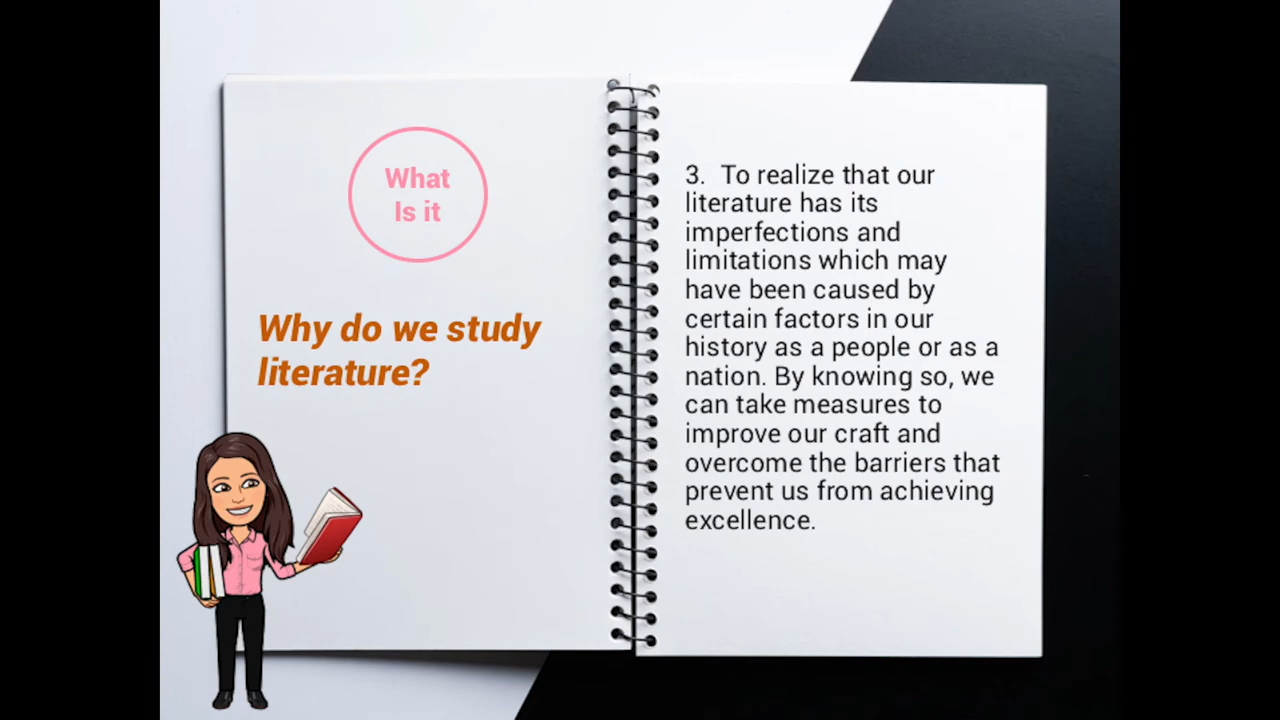 What
Is it
Why do we study
literature?
3.  To realize that our
literature has its
imperfections and
limitations which may
have been caused by
certain factors in our
history as a people or as a
nation. By knowing so, we
can take measures to
improve our craft and
overcome the barriers that
prevent us from achieving
excellence.